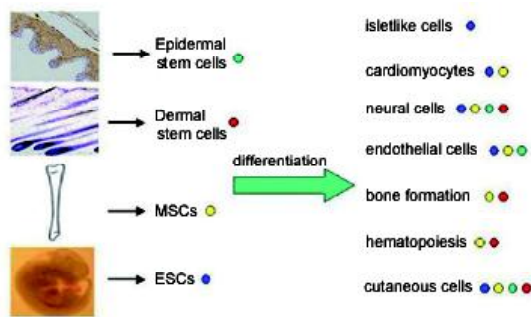 Epidermal
stem cells
Dermal
stem cells
MSCs
ESCs
differentiation
isletlike cells
cardiomyocytes
neural cells
endothelial cells
bone formation
hematopoiesis
cutaneous cells